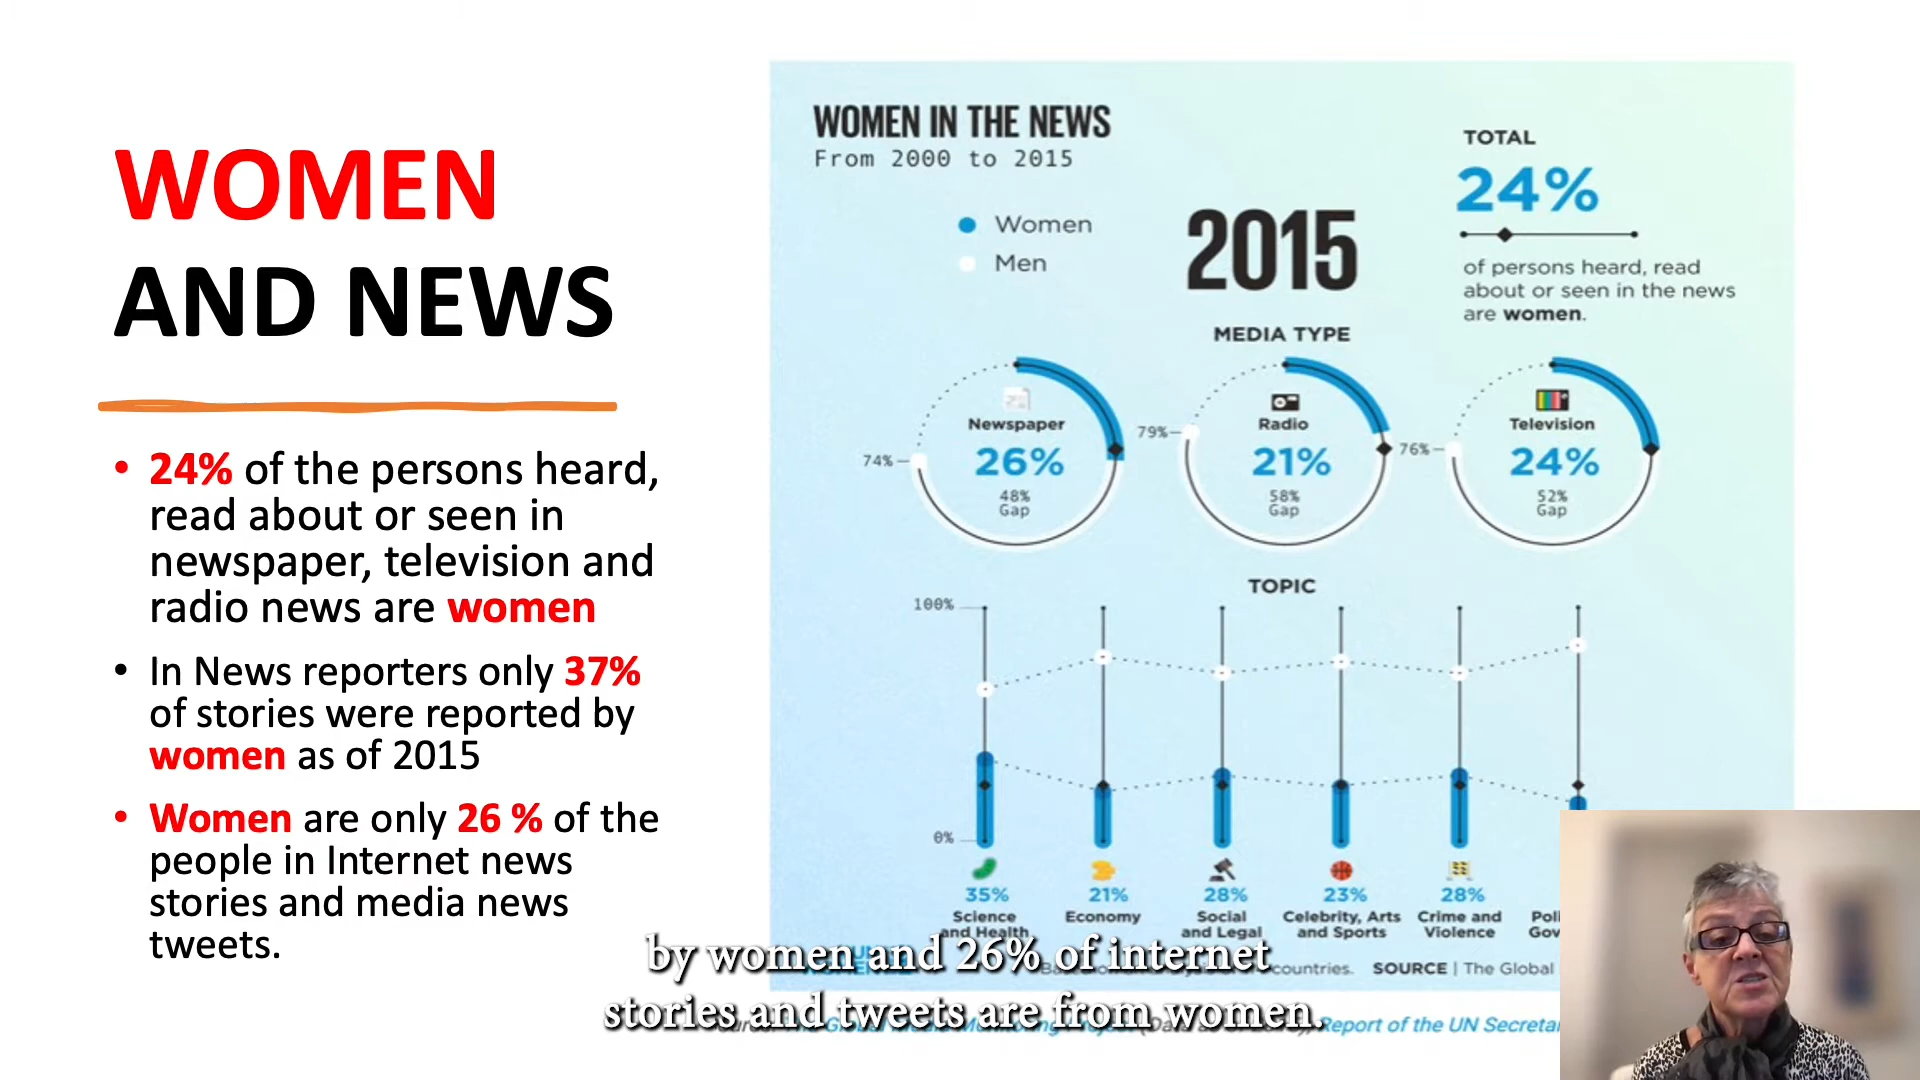 WOMEN
AND NEWS
• 24% of the persons heard,
read about or seen in
newspaper, television and
radio news are women
• In News reporters only 37%
of stories were reported by
women as of 2015
• Women are only 26 % of the
people in Internet news
stories and media news
tweets.
WOMEN IN THE NEWS
From 2000 to 2015
Women
Men
2015
TOTAL
24%
of persons heard, read
about or seen in the news
are women.
MEDIA TYPE
Newspaper
26%
48%
Gap
74%
Radio
21%
58%
Gap
79%
Television
24%
52%
Gap
76%
TOPIC
100%
0%
35%
Science
and Health
21%
Economy
28%
Social
and Legal
23%
Celebrity, Arts
and Sports
28%
Crime and
Violence
Pol
Gov
countries. SOURCE | The Global
Report of the UN Secreta
by women and 26% of internet
stories and tweets are from women.